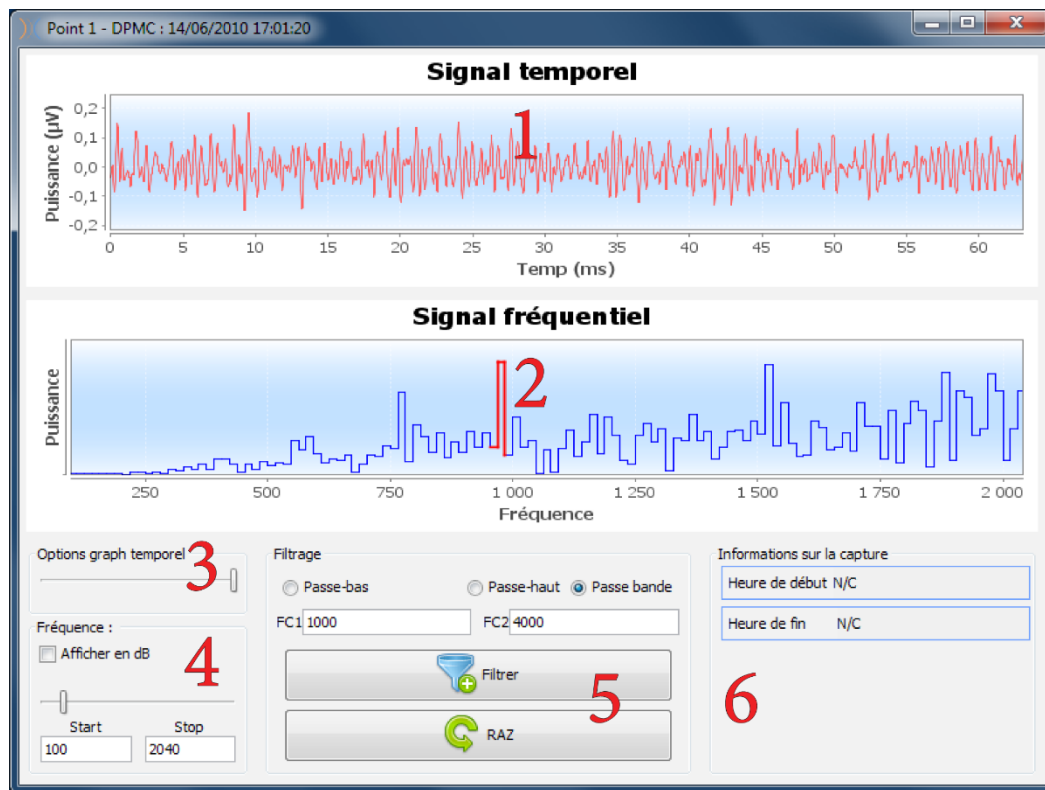 Point 1 - DPMC : 14/06/2010 17:01:20
Signal temporel
Puissance (µV)
0,2
0,1
0,0
-0,1
-0,2
1
0 5 10 15 20 25 30 35 40 45 50 55 60
Temp (ms)
Signal fréquentiel
Puissance
2
250 500 750 1 000 1 250 1 500 1 750 2 000
Fréquence
Options graph temporel
3
Fréquence :
Afficher en dB
4
Start Stop
100 2040
Filtrage
Passe-bas Passe-haut Passe bande
FC1 1000 FC2 4000
Filtrer
5
RAZ
Informations sur la capture
Heure de début N/C
Heure de fin N/C
6